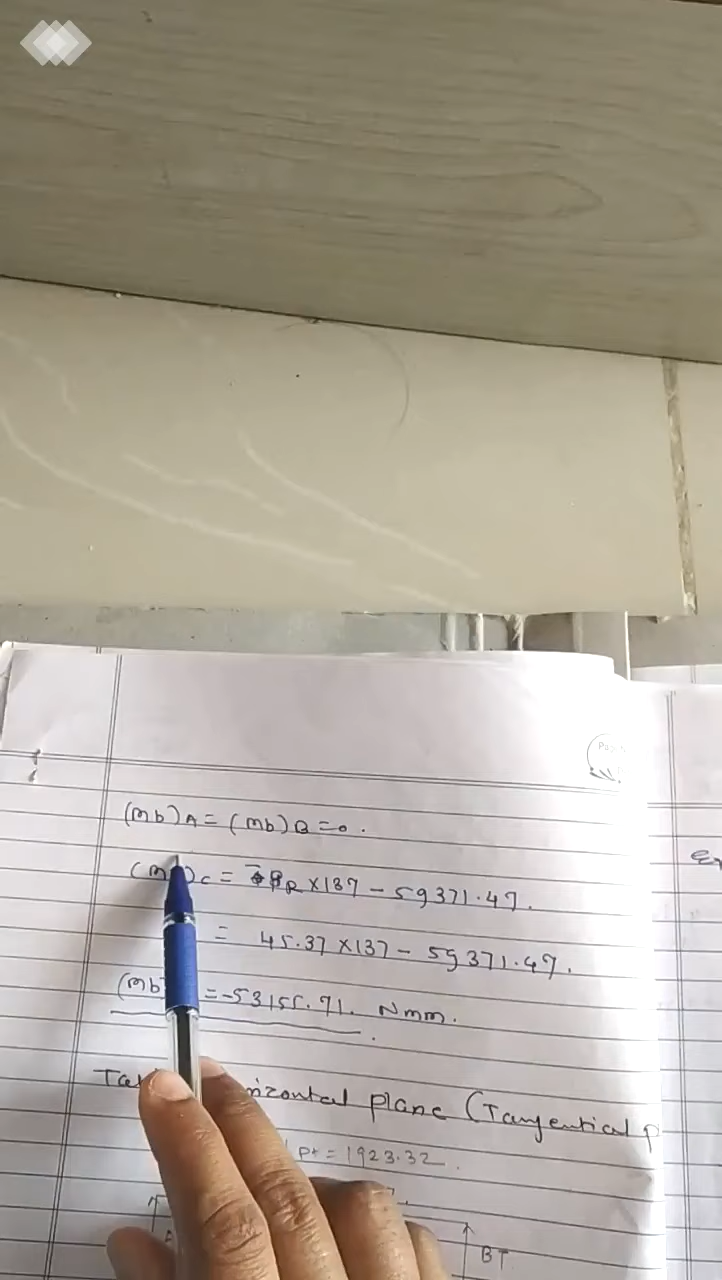 (Mb)A = (Mb)B = 0.
= R × 137 - 59371.47.
= 45.37 × 137 - 59371.47.
(Mb = -53155.71. Nmm.
plane (Tangential p
Pt = 1923.32.
BT